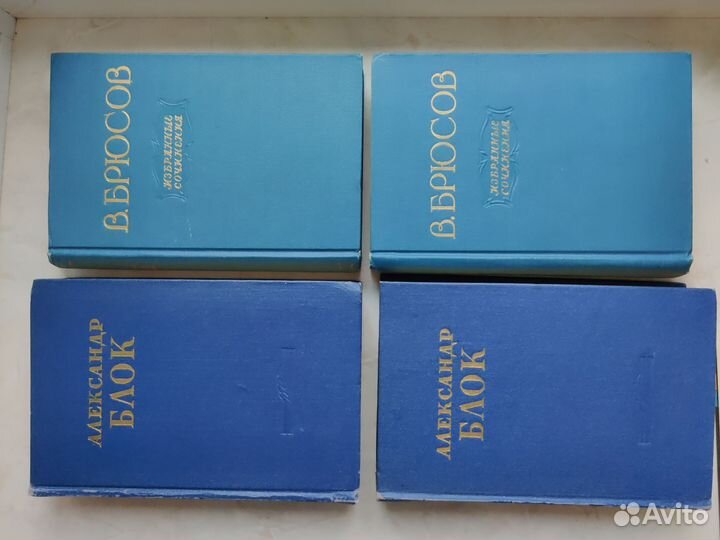 В. БРЮСОВ
ИЗБРАННЫЕ
СОЧИНЕНИЯ
В. БРЮСОВ
ИЗБРАННЫЕ
СОЧИНЕНИЯ
АЛЕКСАНДР
БЛОК
АЛЕКСАНДР
БЛОК
Avito